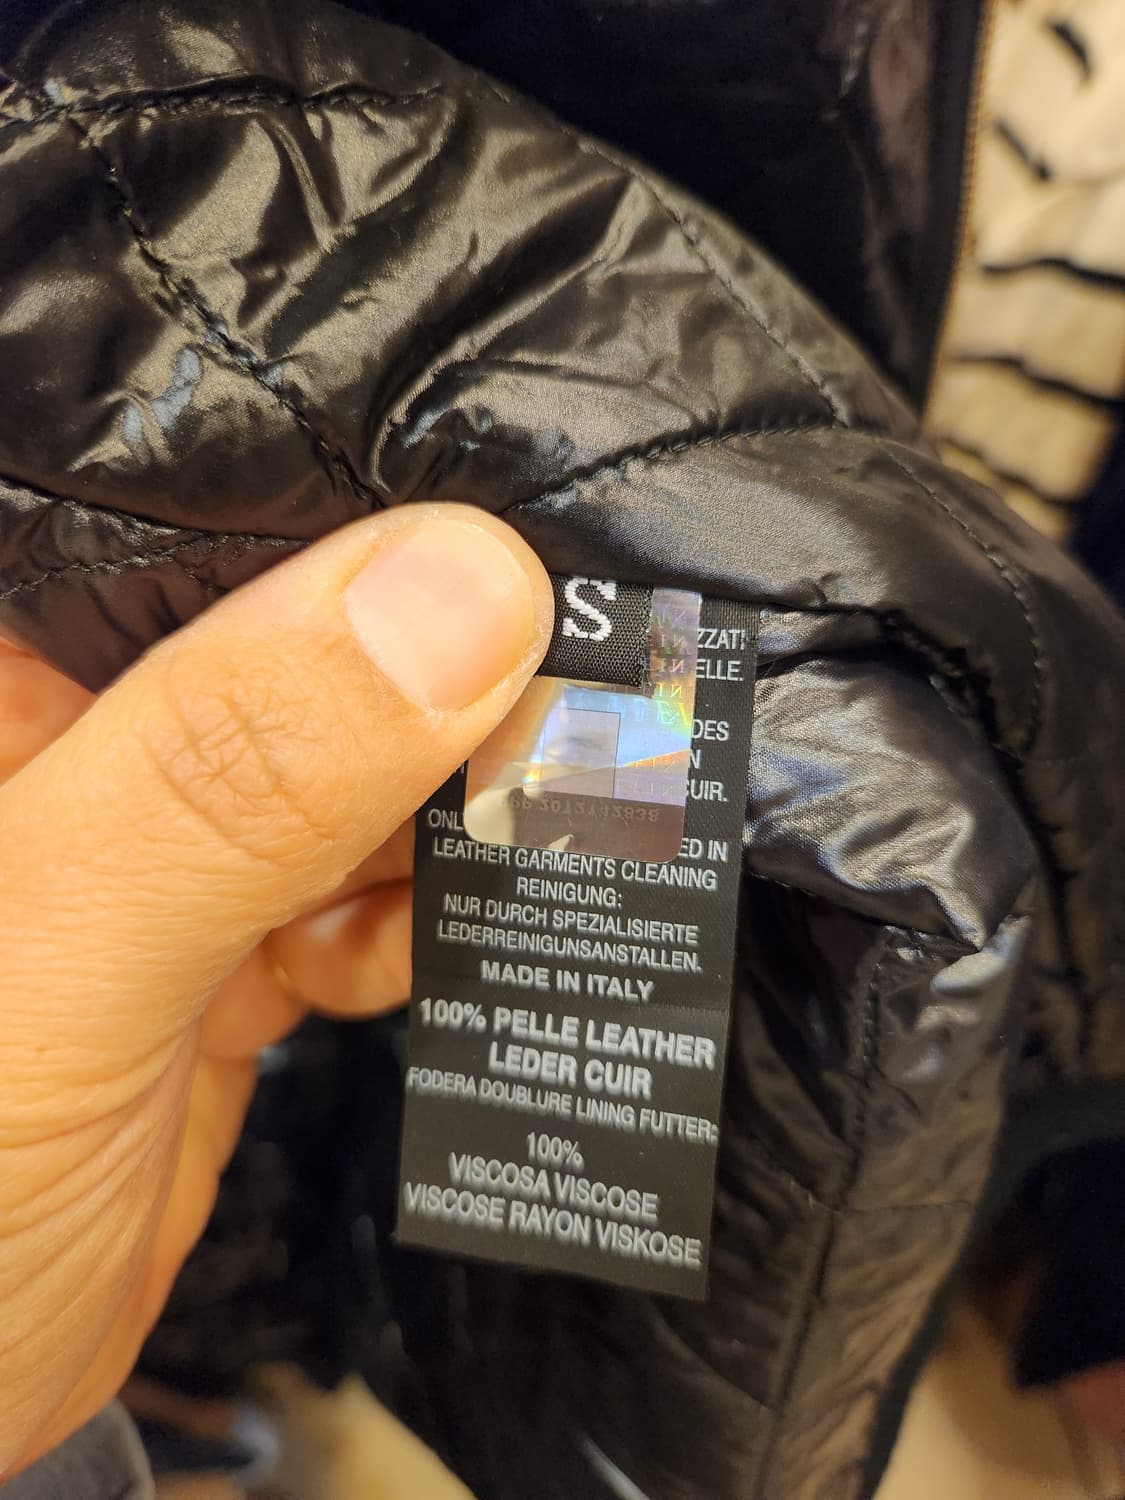 S
ZZATI
ELLE.
DES
N
CUIR.
ONL
ED IN
LEATHER GARMENTS CLEANING
REINIGUNG:
NUR DURCH SPEZIALISIERTE
LEDERREINIGUNSANSTALLEN.
MADE IN ITALY
100% PELLE LEATHER
LEDER CUIR
FODERA DOUBLURE LINING FUTTER:
100%
VISCOSA VISCOSE
VISCOSE RAYON VISKOSE